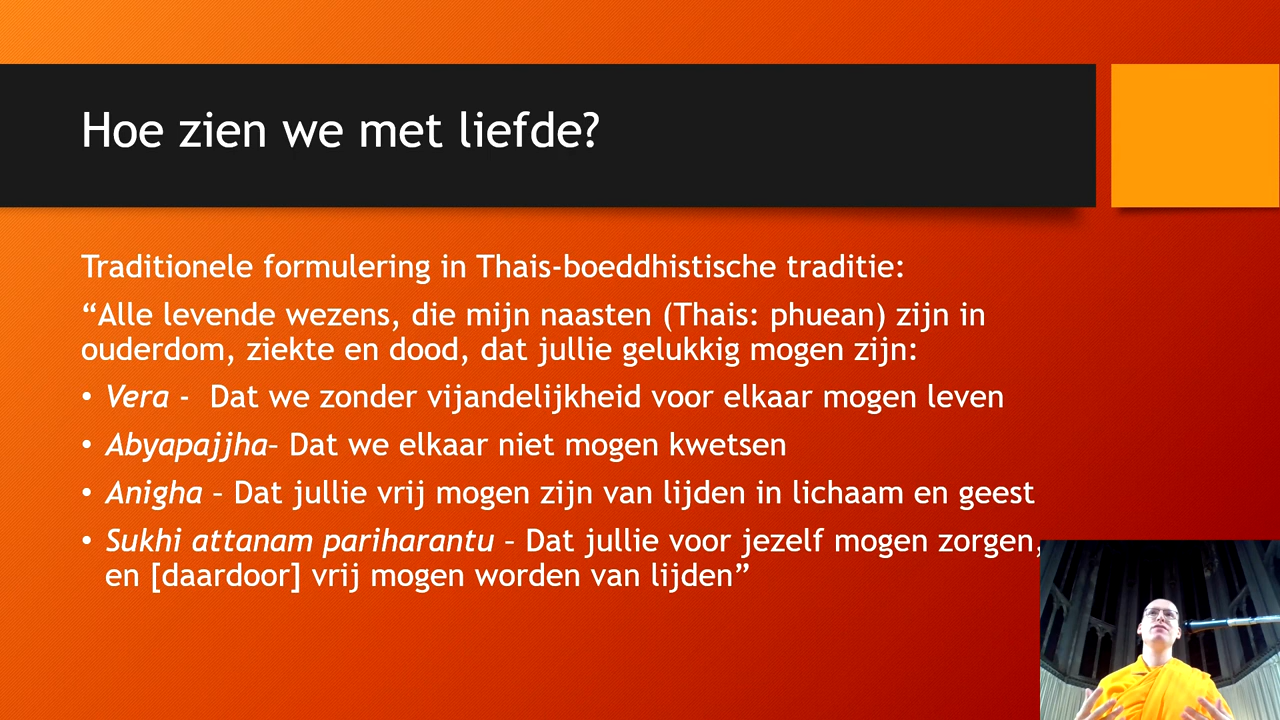 Hoe zien we met liefde?
Traditionele formulering in Thais-boeddhistische traditie:
“Alle levende wezens, die mijn naasten (Thais: phuean) zijn in
ouderdom, ziekte en dood, dat jullie gelukkig mogen zijn:
• Vera -  Dat we zonder vijandelijkheid voor elkaar mogen leven
• Abyapajjha– Dat we elkaar niet mogen kwetsen
• Anigha – Dat jullie vrij mogen zijn van lijden in lichaam en geest
• Sukhi attanam pariharantu – Dat jullie voor jezelf mogen zorgen,
en [daardoor] vrij mogen worden van lijden”